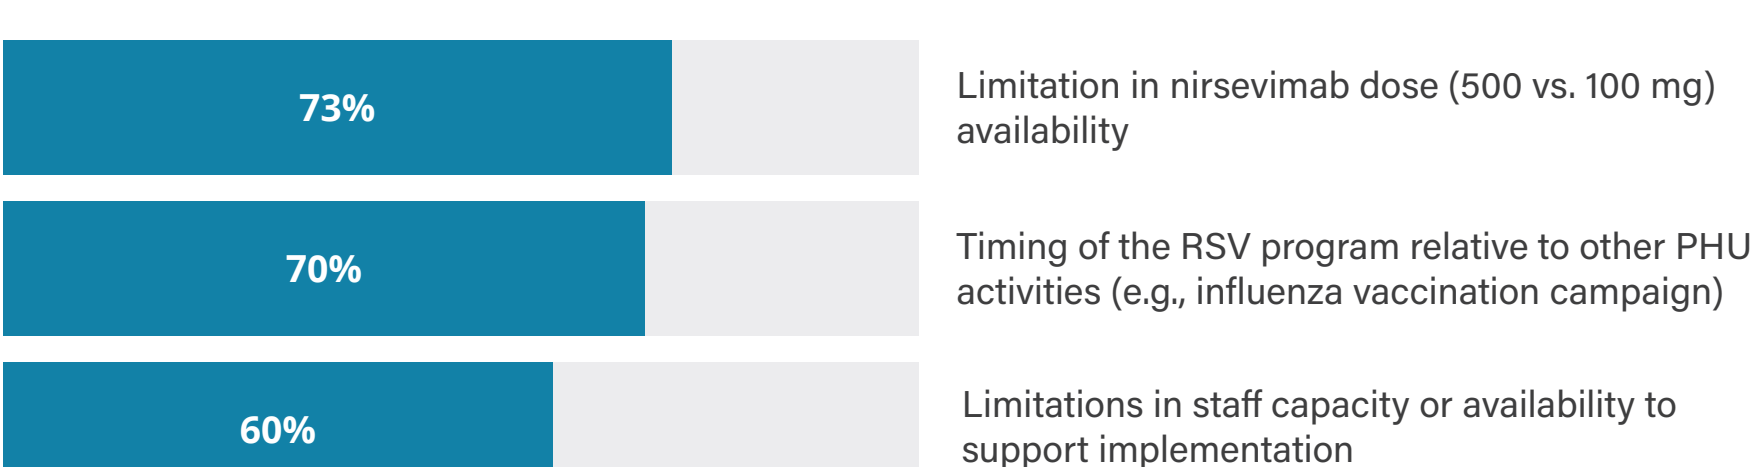 73%
Limitation in nirsevimab dose (500 vs. 100 mg)
availability
70%
Timing of the RSV program relative to other PHU
activities (e.g., influenza vaccination campaign)
60%
Limitations in staff capacity or availability to
support implementation